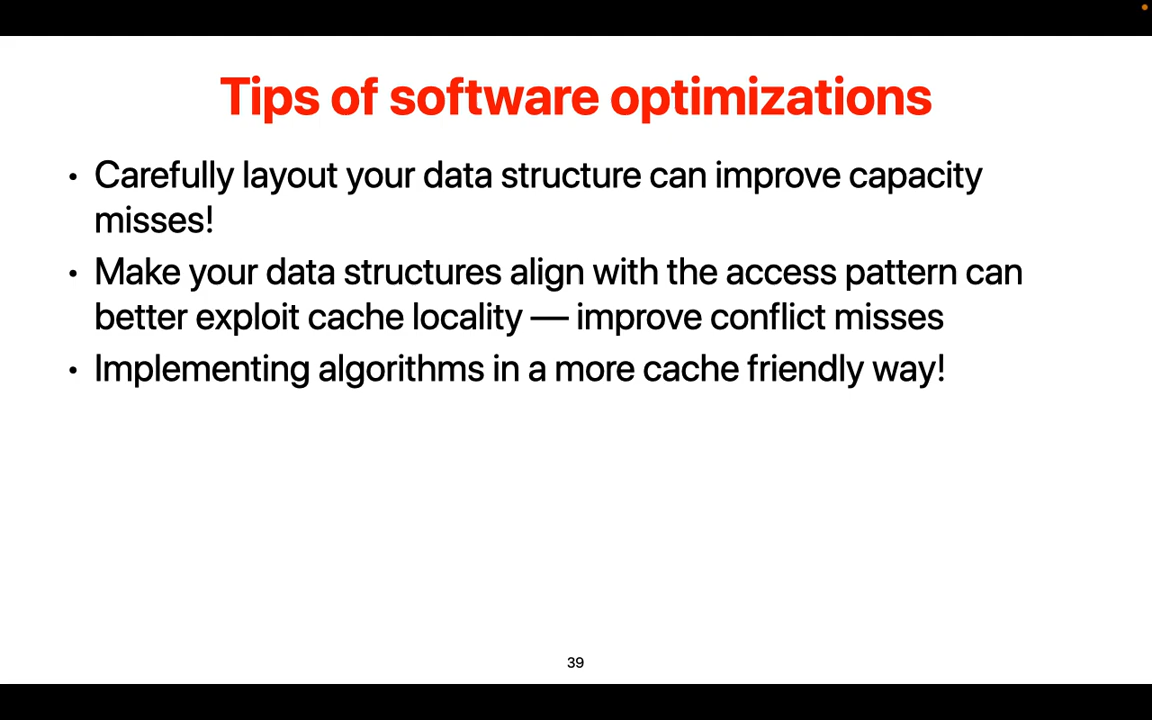 Tips of software optimizations
• Carefully layout your data structure can improve capacity
misses!
• Make your data structures align with the access pattern can
better exploit cache locality — improve conflict misses
• Implementing algorithms in a more cache friendly way!
39